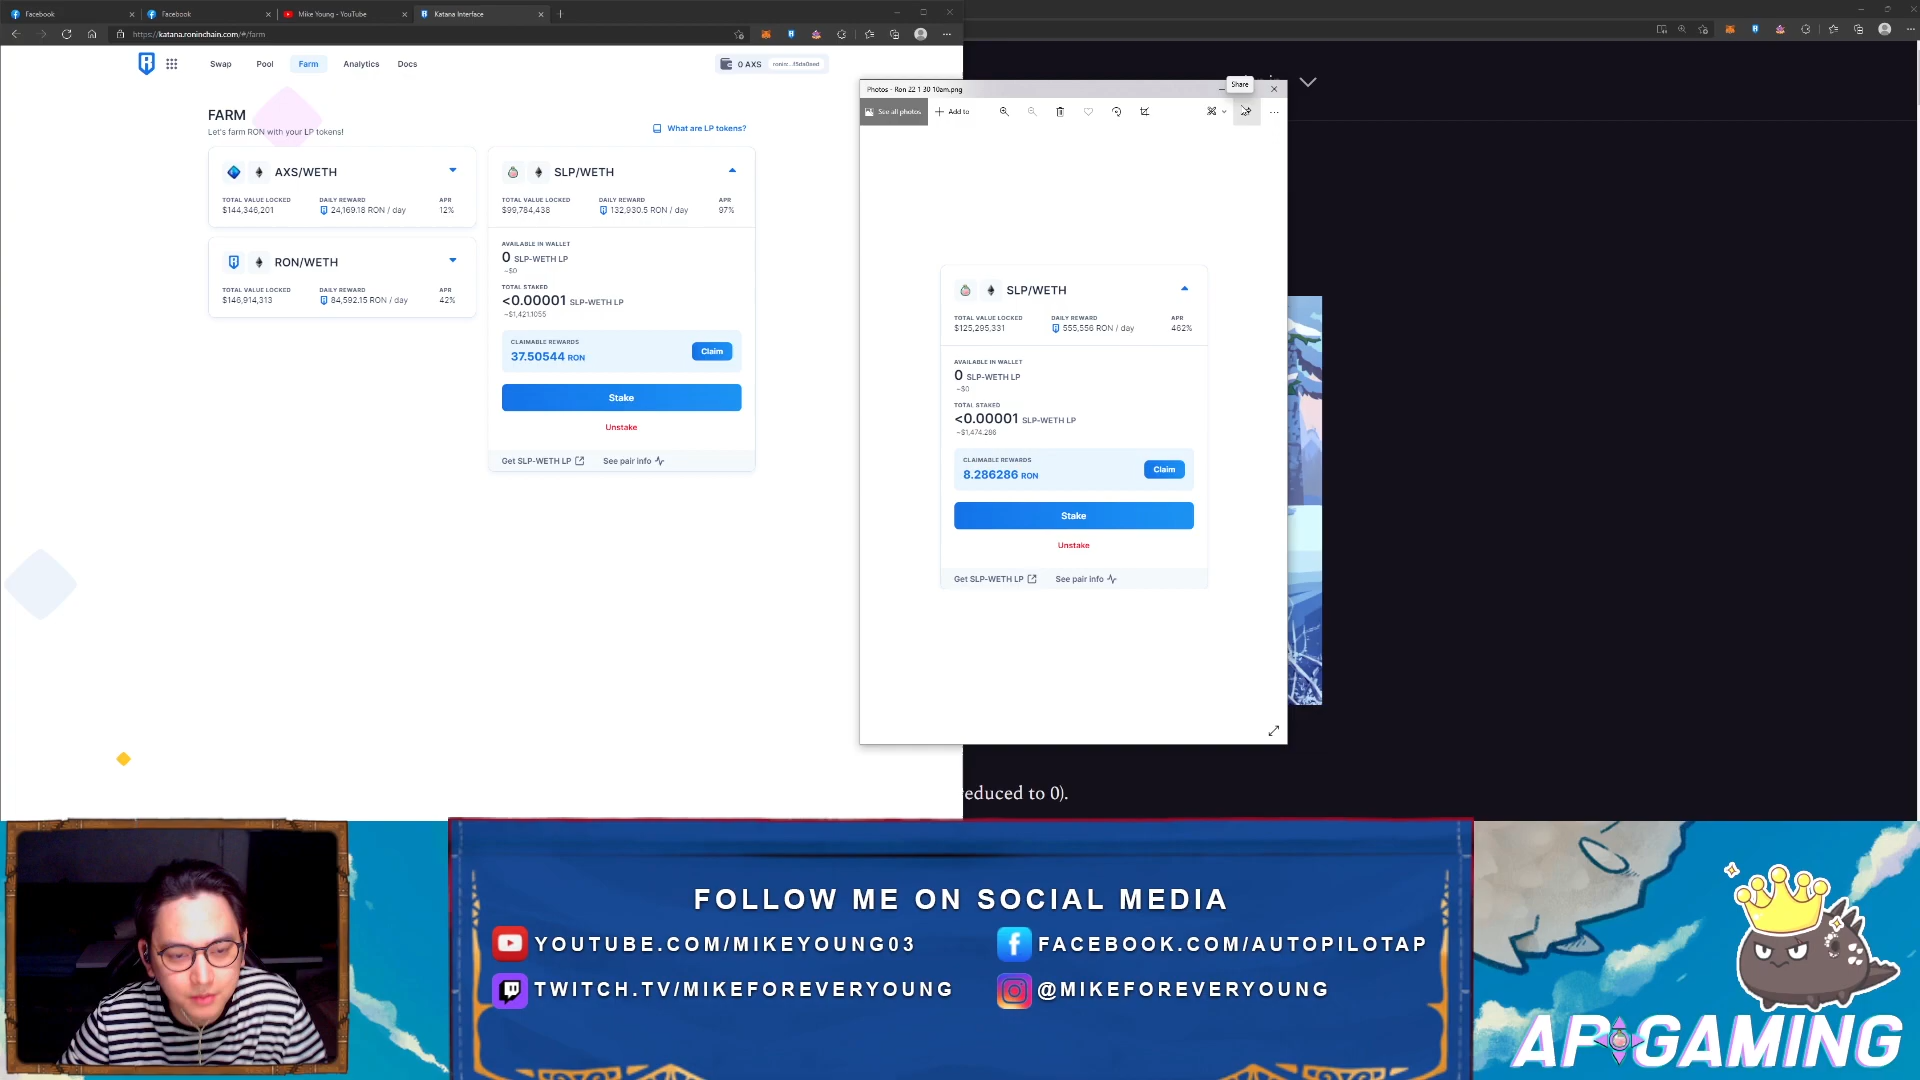 Facebook
Facebook
Mike Young - YouTube
Katana Interface
https://katana.roninchain.com/#/farm
Swap
Pool
Farm
Analytics
Docs
0 AXS
FARM
Let's farm RON with your LP tokens!
What are LP tokens?
AXS/WETH
TOTAL VALUE LOCKED
DAILY REWARD
APR
$144,346,201
24,169.18 RON / day
12%
RON/WETH
TOTAL VALUE LOCKED
DAILY REWARD
APR
$146,914,313
84,592.15 RON / day
42%
SLP/WETH
TOTAL VALUE LOCKED
DAILY REWARD
APR
$99,784,438
132,930.5 RON / day
97%
AVAILABLE IN WALLET
0 SLP-WETH LP
~$0
TOTAL STAKED
<0.00001 SLP-WETH LP
~$1,421.1055
CLAIMABLE REWARDS
37.50544 RON
Claim
Stake
Unstake
Get SLP-WETH LP
See pair info
Photos - Ron 22 1 30 10am.png
Share
See all photos
Add to
SLP/WETH
TOTAL VALUE LOCKED
DAILY REWARD
APR
$125,295,331
555,556 RON / day
462%
AVAILABLE IN WALLET
0 SLP-WETH LP
~$0
TOTAL STAKED
<0.00001 SLP-WETH LP
~$1,474.286
CLAIMABLE REWARDS
8.286286 RON
Claim
Stake
Unstake
Get SLP-WETH LP
See pair info
educed to 0).
FOLLOW ME ON SOCIAL MEDIA
YOUTUBE.COM/MIKEYOUNG03
FACEBOOK.COM/AUTOPILOTAP
TWITCH.TV/MIKEFOREVERYOUNG
@MIKEFOREVERYOUNG
AP GAMING